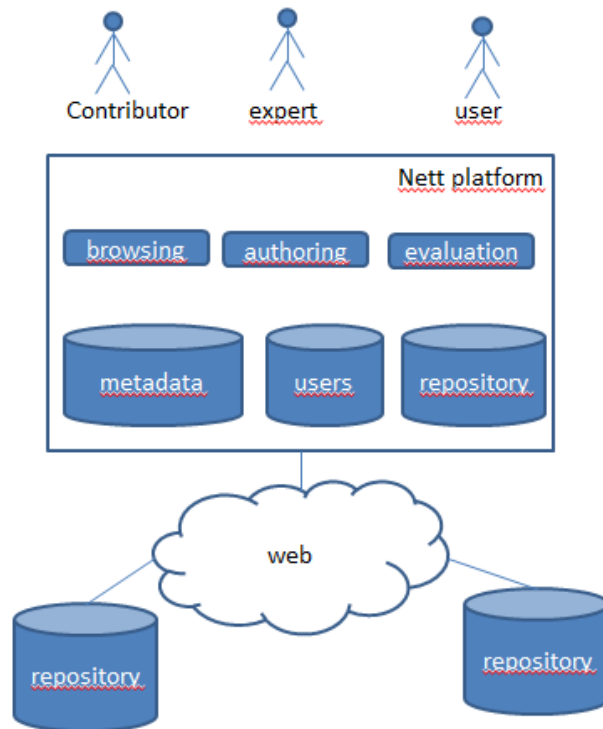 Contributor
expert
user
Nett platform
browsing
authoring
evaluation
metadata
users
repository
web
repository
repository